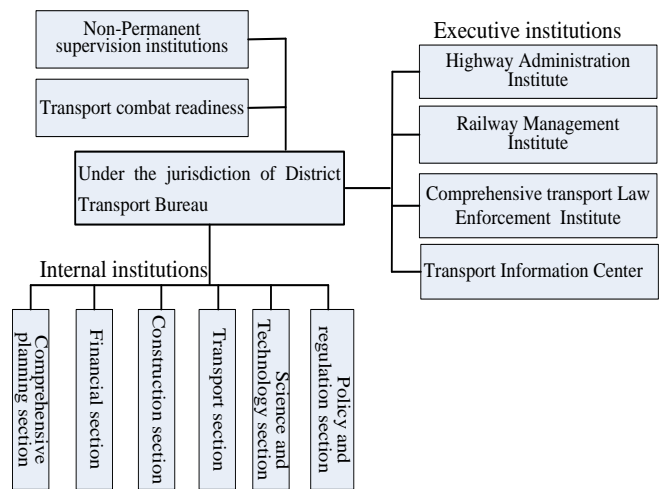 Non-Permanent
supervision institutions
Transport combat readiness
Under the jurisdiction of District
Transport Bureau
Executive institutions
Highway Administration
Institute
Railway Management
Institute
Comprehensive transport Law
Enforcement Institute
Transport Information Center
Internal institutions
Comprehensive
planning section
Financial section
Construction section
Transport section
Science and
Technology section
Policy and
regulation section